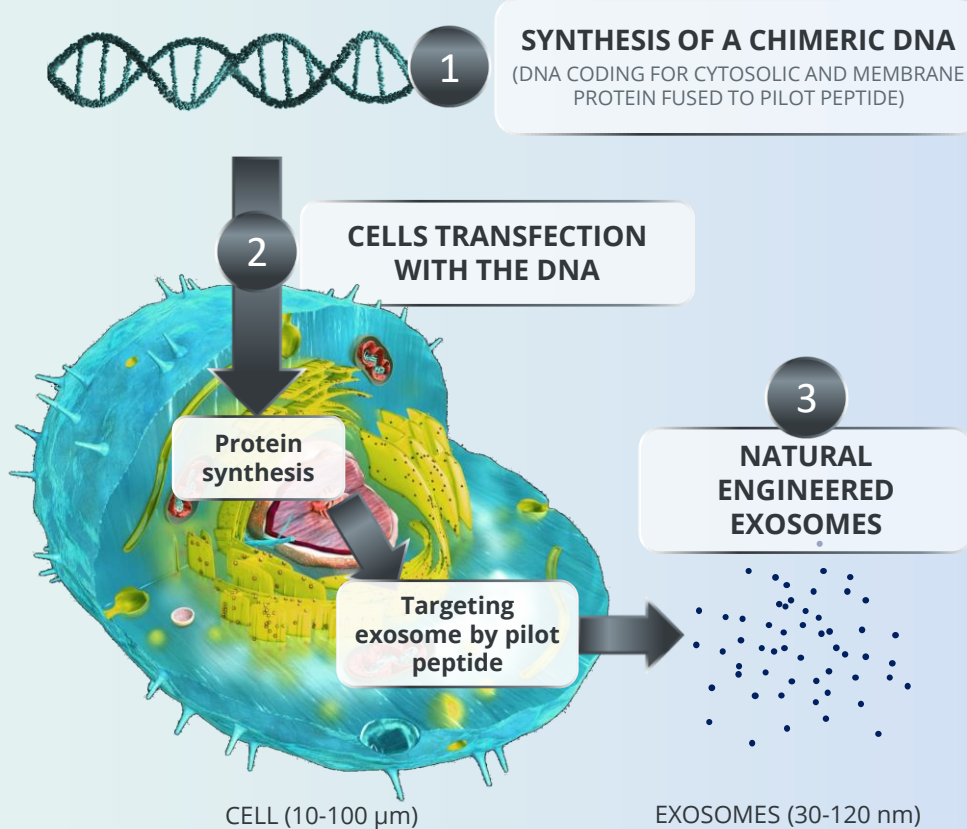 1
SYNTHESIS OF A CHIMERIC DNA
(DNA CODING FOR CYTOSOLIC AND MEMBRANE
PROTEIN FUSED TO PILOT PEPTIDE)
2
CELLS TRANSFECTION
WITH THE DNA
Protein
synthesis
Targeting
exosome by pilot
peptide
3
NATURAL
ENGINEERED
EXOSOMES
CELL (10-100 µm)
EXOSOMES (30-120 nm)